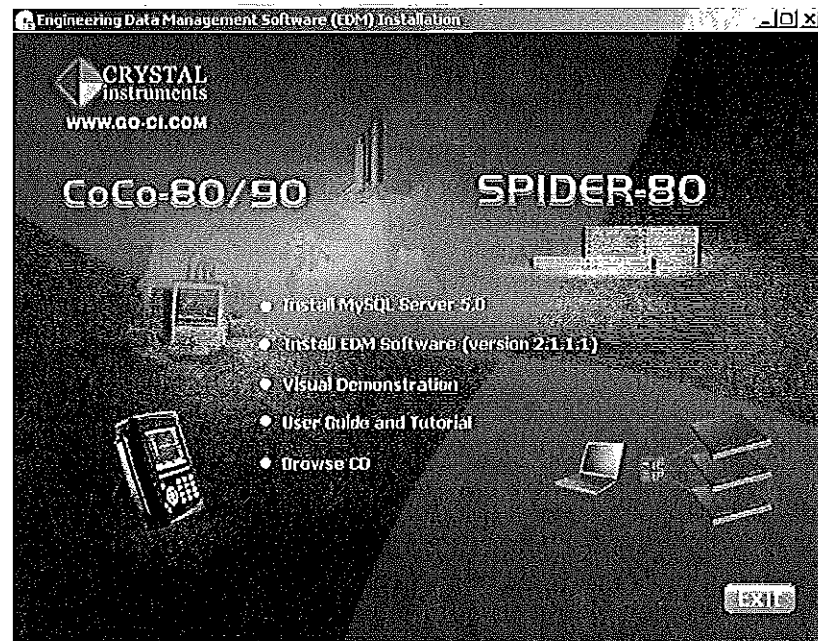 Engineering Data Management Software (EDM) Installation
CRYSTAL
instruments
WWW.GO-CI.COM
CoCo-80/90
SPIDER-80
Install MySQL Server 5.0
Install EDM Software (version 2.1.1.1)
Visual Demonstration
User Guide and Tutorial
Browse CD
EXIT